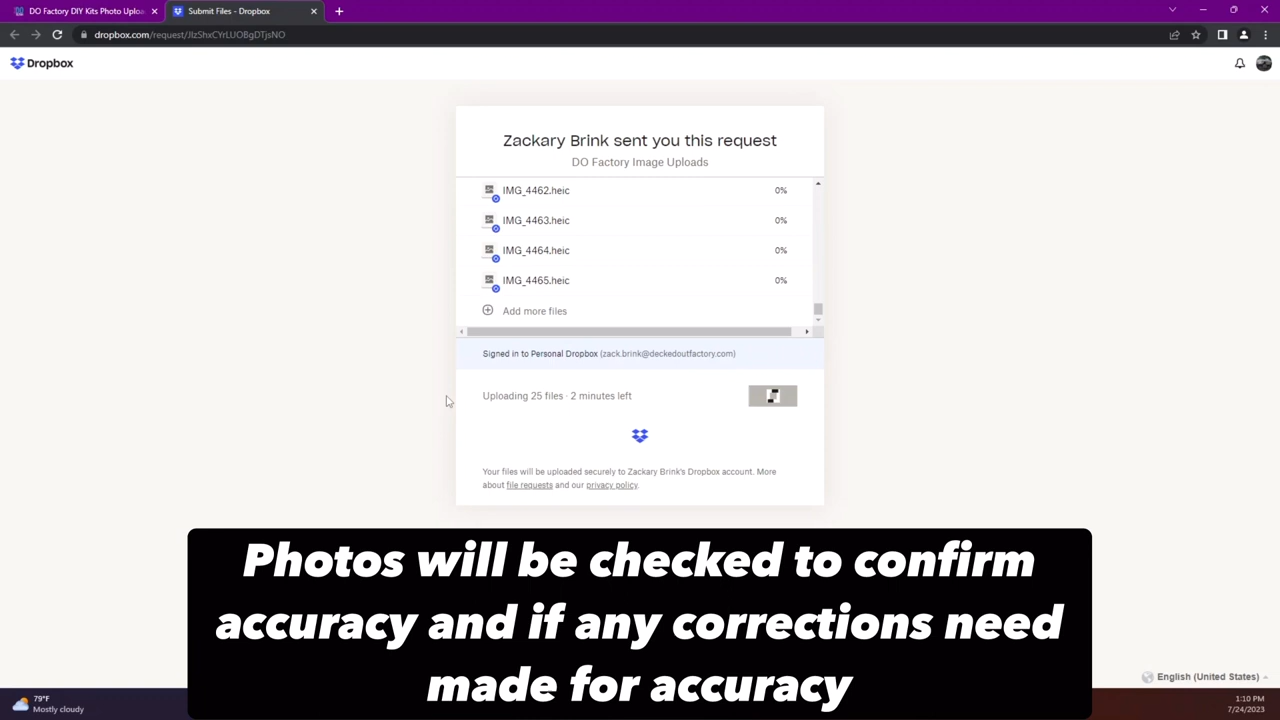 DO Factory DIY Kits Photo Uploa
Submit Files - Dropbox
dropbox.com/request/JIzShxCYrLUOBgDTjsNO
Dropbox
Zackary Brink sent you this request
DO Factory Image Uploads
IMG_4462.heic 0%
IMG_4463.heic 0%
IMG_4464.heic 0%
IMG_4465.heic 0%
Add more files
Signed in to Personal Dropbox (zack.brink@deckedoutfactory.com)
Uploading 25 files · 2 minutes left
Your files will be uploaded securely to Zackary Brink's Dropbox account. More
about file requests and our privacy policy.
Photos will be checked to confirm
accuracy and if any corrections need
made for accuracy
English (United States)
79°F
Mostly cloudy
1:10 PM
7/24/2023